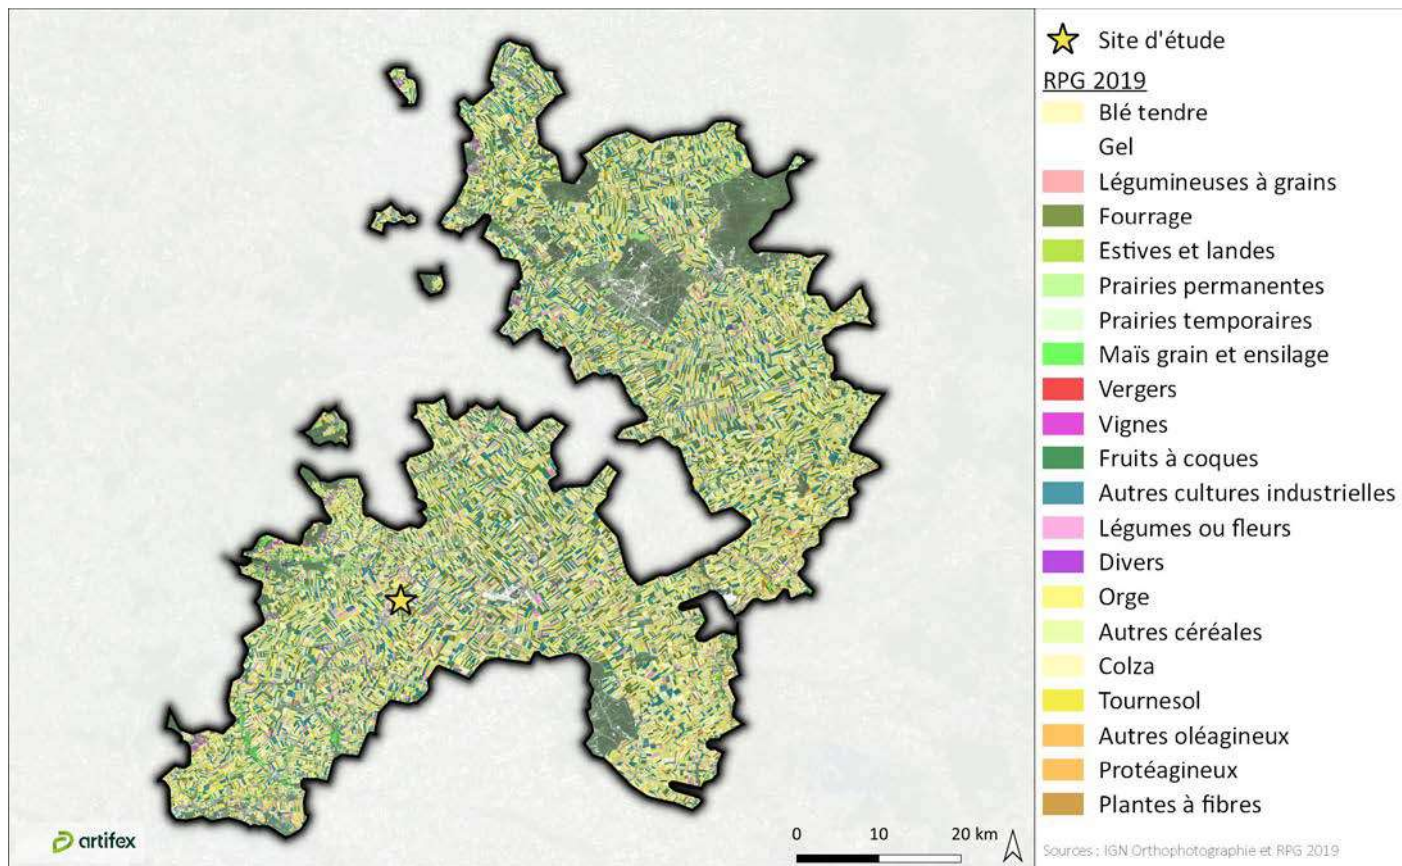 Site d'étude
RPG 2019
Blé tendre
Gel
Légumineuses à grains
Fourrage
Estives et landes
Prairies permanentes
Prairies temporaires
Maïs grain et ensilage
Vergers
Vignes
Fruits à coques
Autres cultures industrielles
Légumes ou fleurs
Divers
Orge
Autres céréales
Colza
Tournesol
Autres oléagineux
Protéagineux
Plantes à fibres
Sources : IGN Orthophotographie et RPG 2019
artifex
0 10 20 km